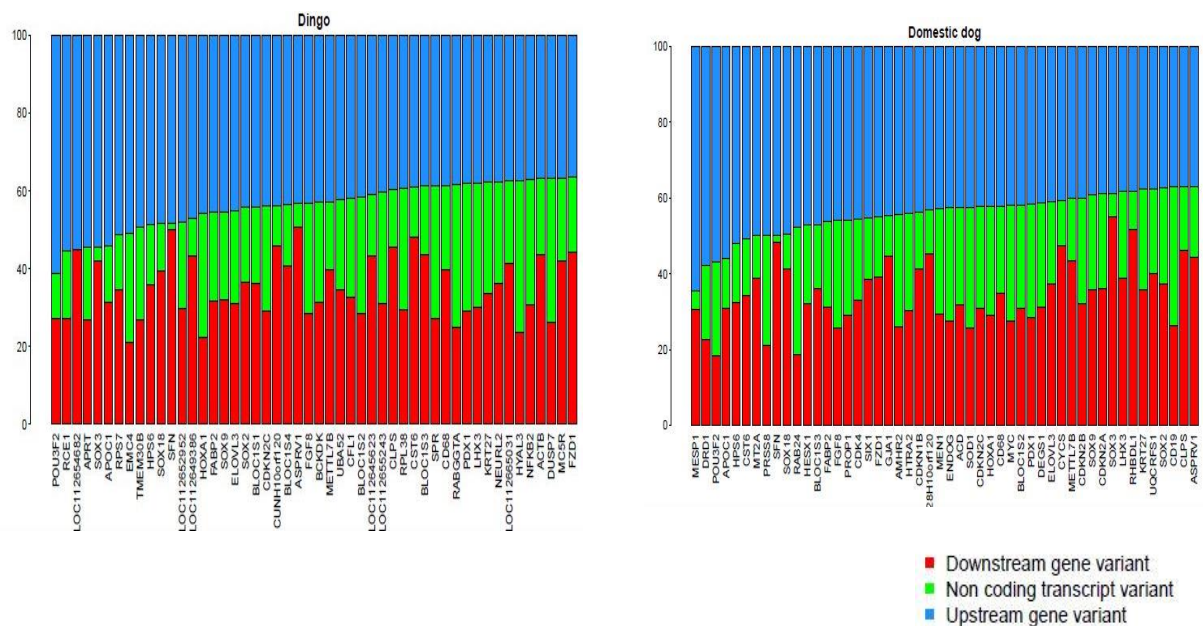 Dingo
100
80
60
40
20
0
POU3F2
RCE1
LOC112654682
APRT
SOX3
APOC1
RPS7
EMC4
TMEM70B
HPS6
SOX18
SFN
LOC112652952
LOC112649386
HOXA1
FABP2
SOX9
ELOVL3
SOX2
BLOC1S1
CDKN2C
CUNH10orf120
BLOC1S4
ASPRV1
FGF8
BCKDK
METTL7B
UBA52
CFL1
BLOC1S2
LOC112645623
LOC112655243
CLPS
RPL38
CST6
BLOC1S3
SPR
CD68
RABGGTA
PDX1
LHX3
KRT27
NEURL2
LOC112665031
HYAL3
NFKB2
ACTB
DUSP7
MC5R
FZD1
Domestic dog
100
80
60
40
20
0
MESP1
DRD1
POU3F2
APOC1
HPS6
CST6
MT2A
PRSS8
SFN
SOX18
RAB24
HESX1
BLOC1S3
FABP2
FGF8
PROP1
CDK4
SIX1
FZD1
GJA1
AMHR2
HTRA2
CDKN1B
28H10orf120
MEN1
ENDOG
ACD
SOD1
CDKN2C
HOXA1
CD68
MYC
BLOC1S2
PDX1
DEGS1
ELOVL3
CYCS
METTL7B
CDKN2B
SOX9
CDKN2A
SOX3
LHX3
RHBDL1
KRT27
UQCRFS1
SOX2
CD19
CLPS
ASPRV1
Downstream gene variant
Non coding transcript variant
Upstream gene variant